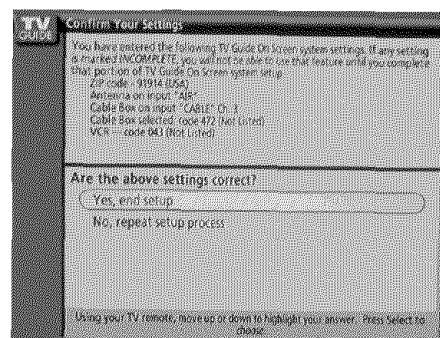 TV
GUIDE
Confirm Your Settings
You have entered the following TV Guide On Screen system settings. If any setting
is marked INCOMPLETE, you will not be able to use that feature until you complete
that portion of TV Guide On Screen system setup
ZIP code - 91914 (USA)
Antenna on input "AIR"
Cable Box on input "CABLE" Ch. 3
Cable Box selected: code 472 (Not Listed)
VCR --- code 043 (Not Listed)
Are the above settings correct?
Yes, end setup
No, repeat setup process
Using your TV remote, move up or down to highlight your answer. Press Select to
choose.